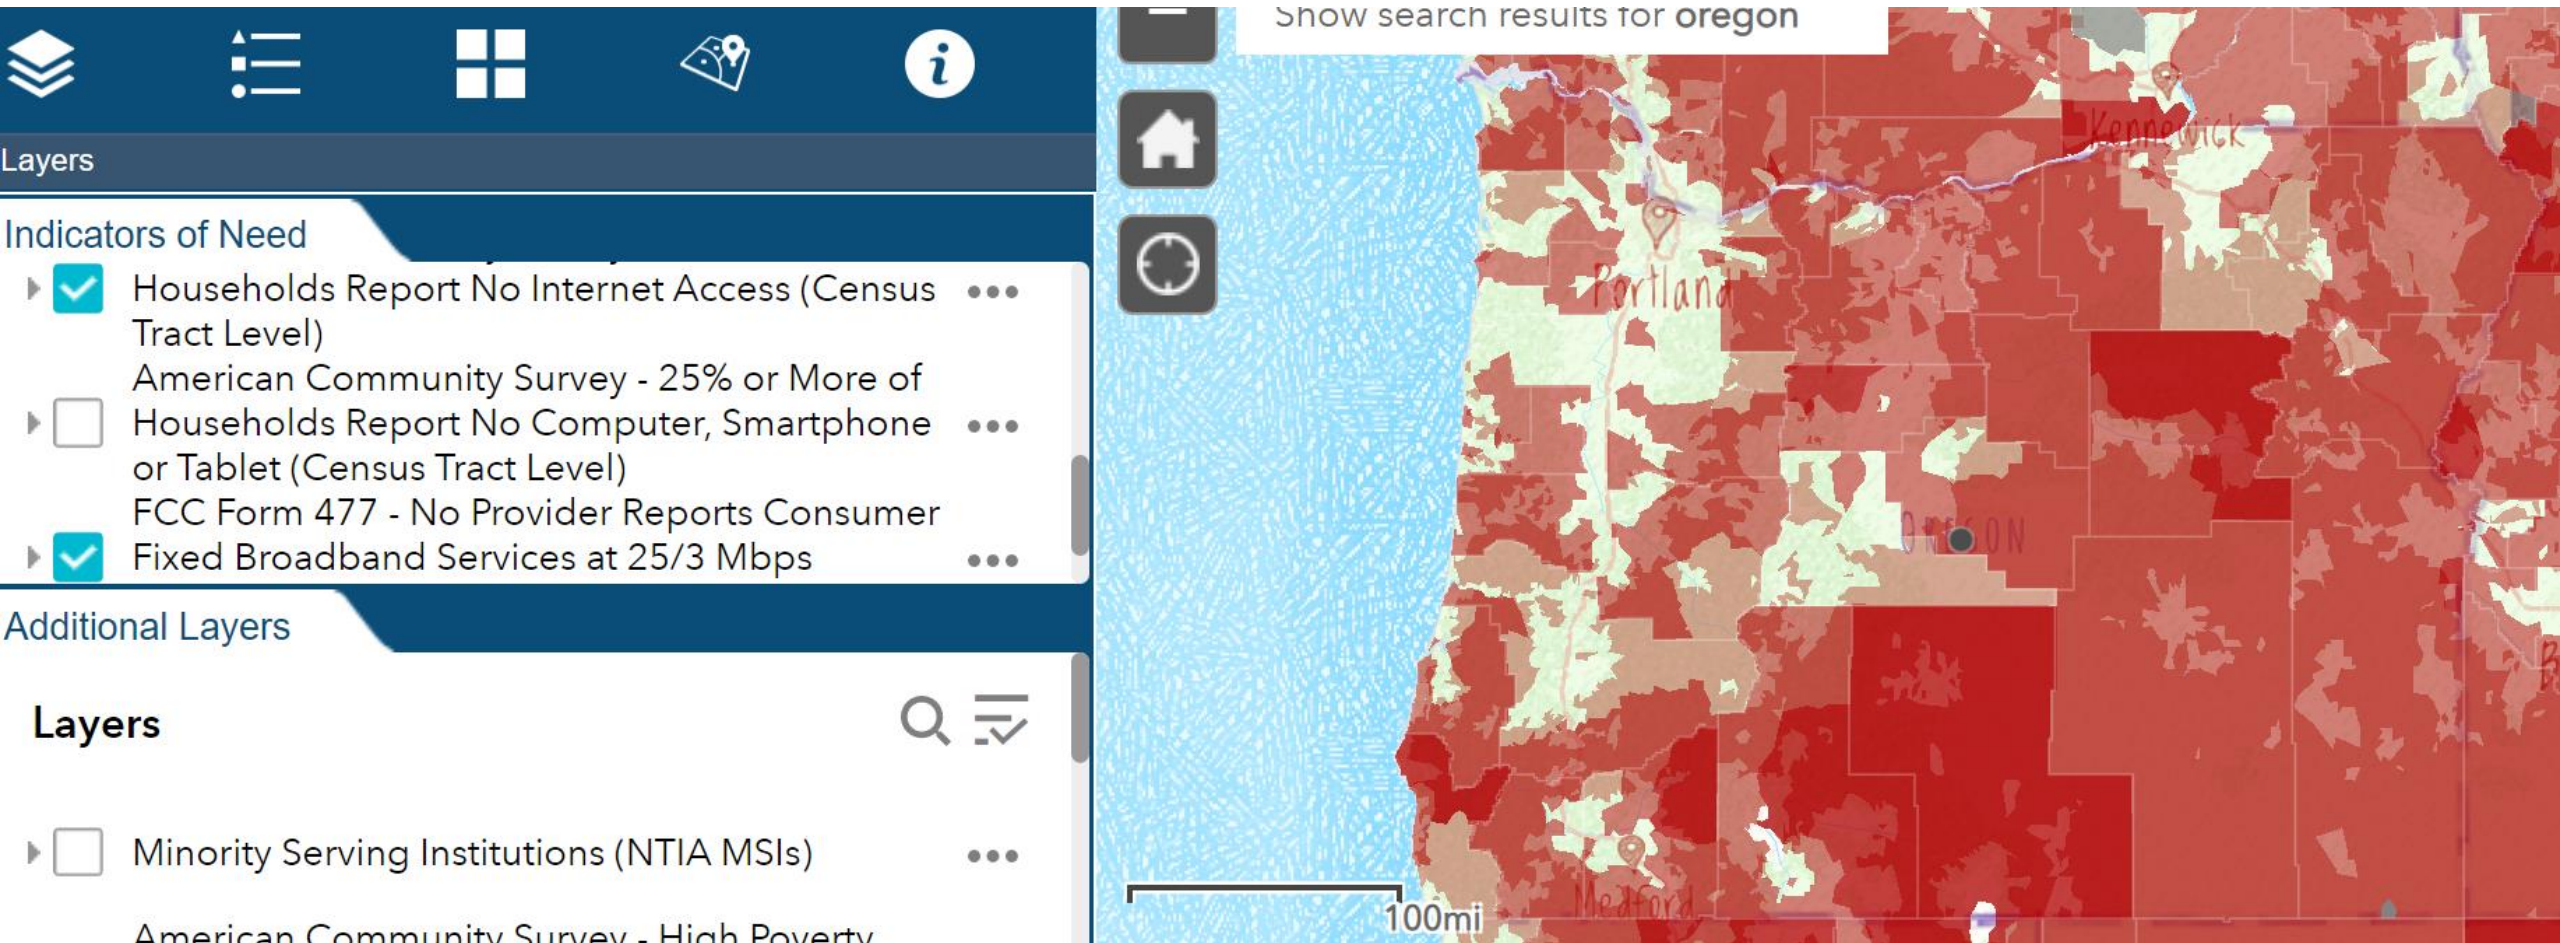 Layers
Indicators of Need
Households Report No Internet Access (Census
Tract Level)
American Community Survey - 25% or More of
Households Report No Computer, Smartphone
or Tablet (Census Tract Level)
FCC Form 477 - No Provider Reports Consumer
Fixed Broadband Services at 25/3 Mbps
Additional Layers
Layers
Minority Serving Institutions (NTIA MSIs)
American Community Survey - High Poverty
Show search results for oregon
Kennewick
Portland
OREGON
Medford
100mi